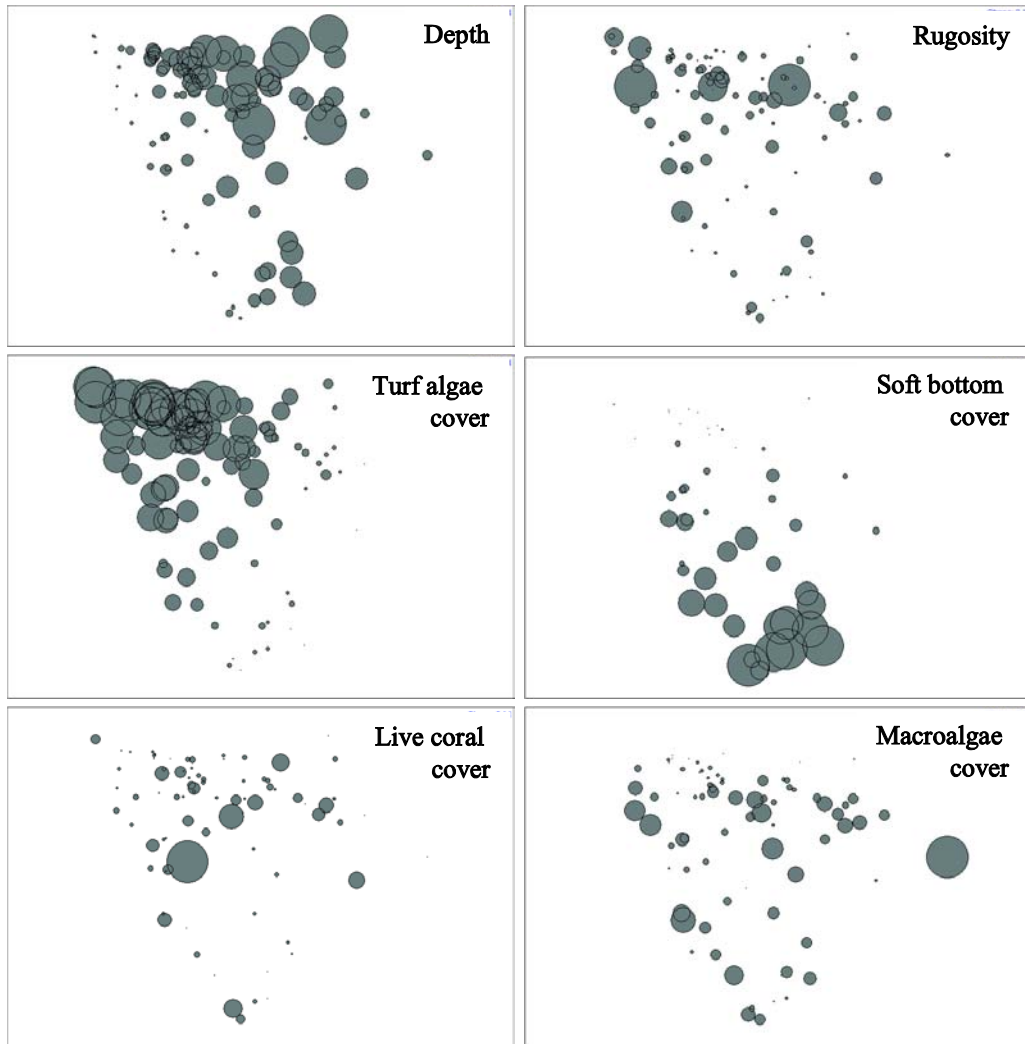 Depth
Rugosity
Turf algae
cover
Soft bottom
cover
Live coral
cover
Macroalgae
cover